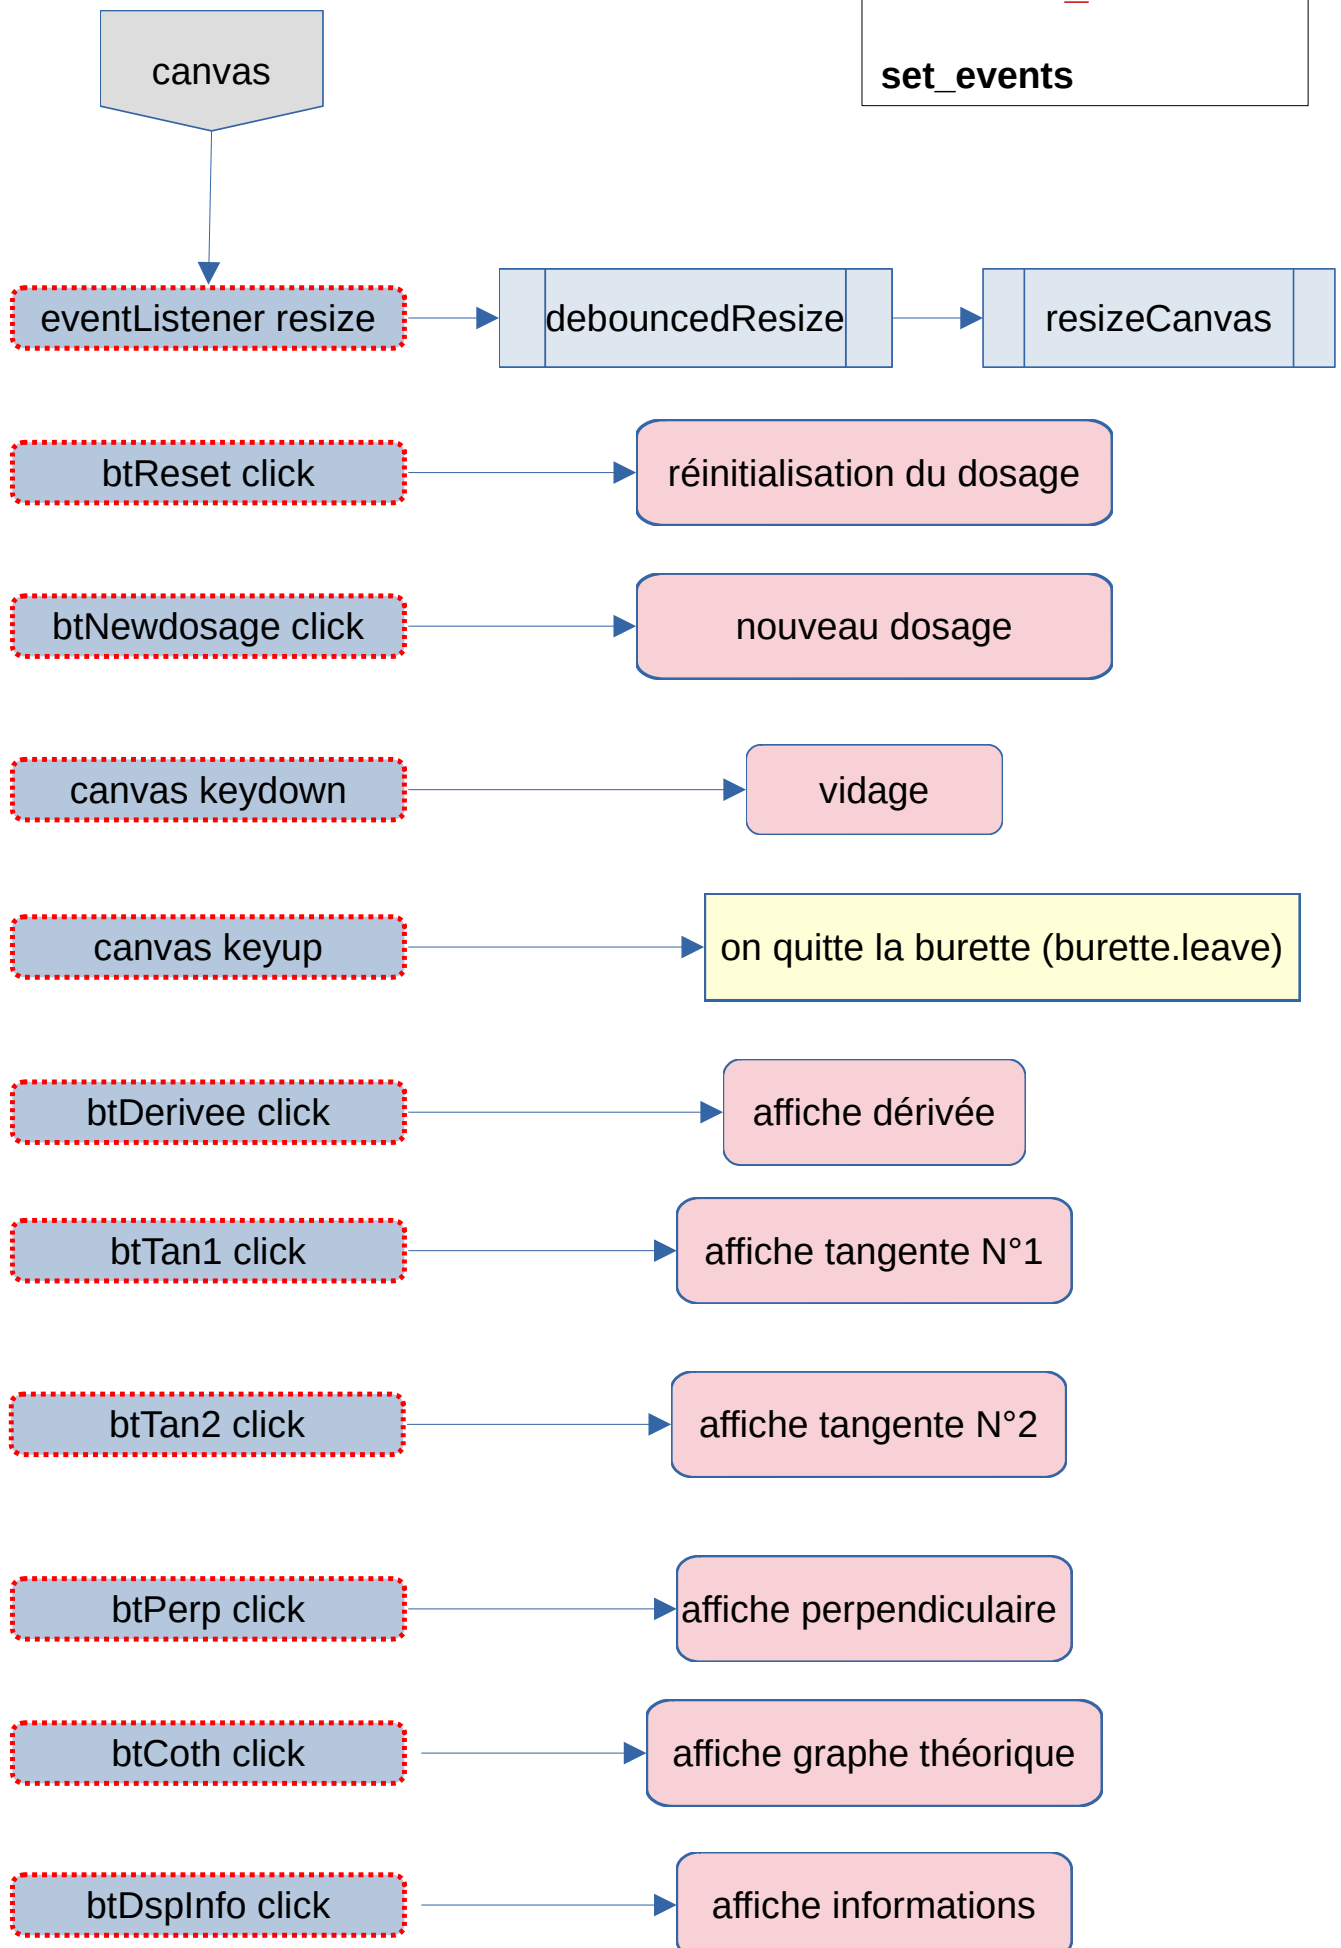 canvas
set_events
eventListener resize
debouncedResize
resizeCanvas
btReset click
réinitialisation du dosage
btNewdosage click
nouveau dosage
canvas keydown
vidage
canvas keyup
on quitte la burette (burette.leave)
btDerivee click
affiche dérivée
btTan1 click
affiche tangente N°1
btTan2 click
affiche tangente N°2
btPerp click
affiche perpendiculaire
btCoth click
affiche graphe théorique
btDspInfo click
affiche informations